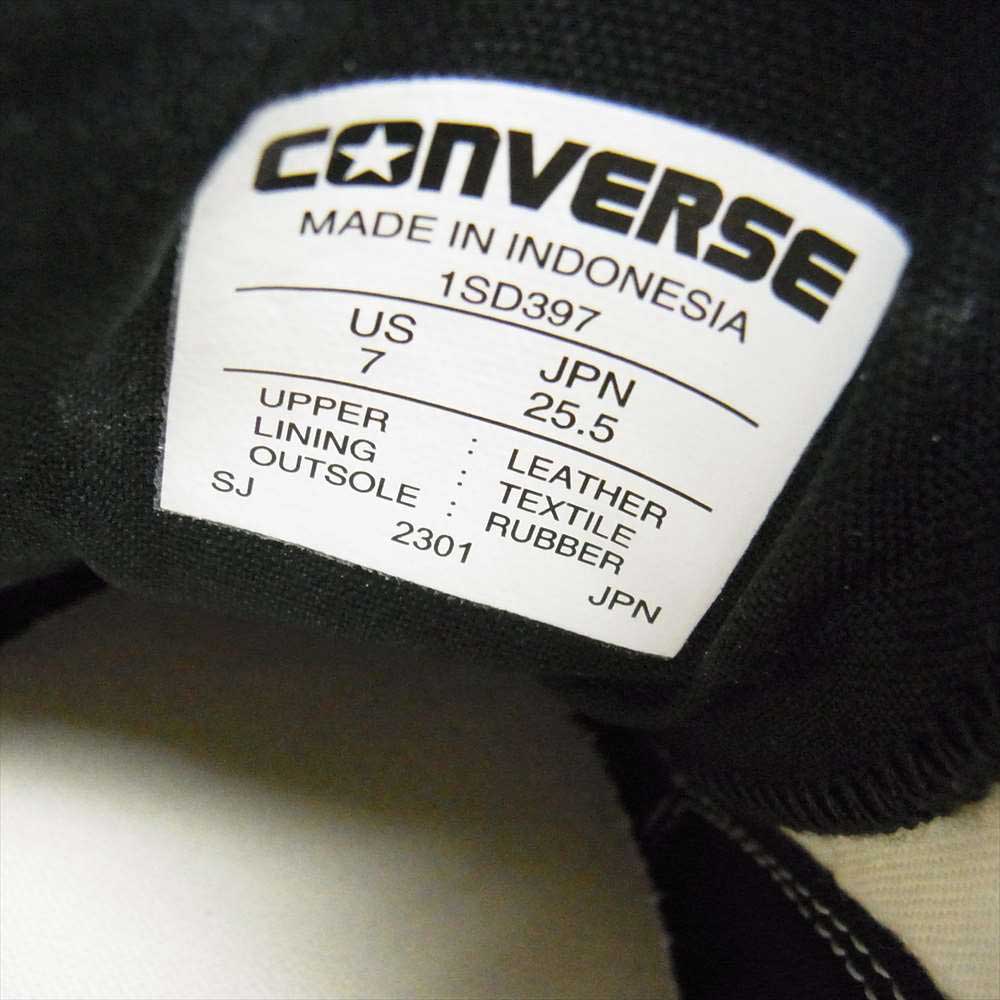 CONVERSE
MADE IN INDONESIA
1SD397
US JPN
7 25.5
UPPER : LEATHER
LINING : TEXTILE
OUTSOLE : RUBBER
SJ 2301 JPN